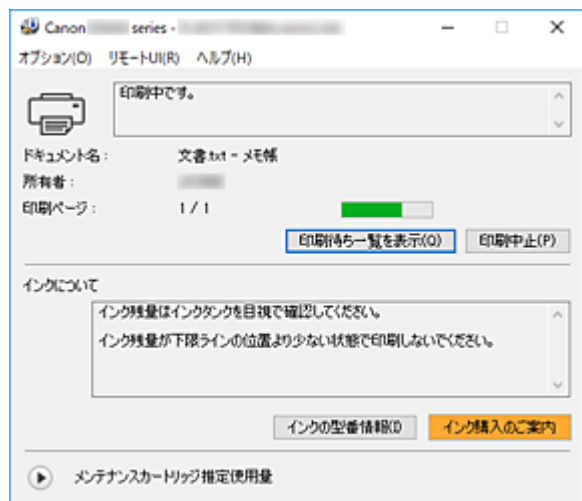 Canon series -
オプション(O) リモートUI(R) ヘルプ(H)
印刷中です。
ドキュメント名： 文書.txt - メモ帳
所有者：
印刷ページ： 1 / 1
印刷待ち一覧を表示(Q) 印刷中止(P)
インクについて
インク残量はインクタンクを目視で確認してください。
インク残量が下限ラインの位置より少ない状態で印刷しないでください。
インクの型番情報(I) インク購入のご案内
メンテナンスカートリッジ指定使用量